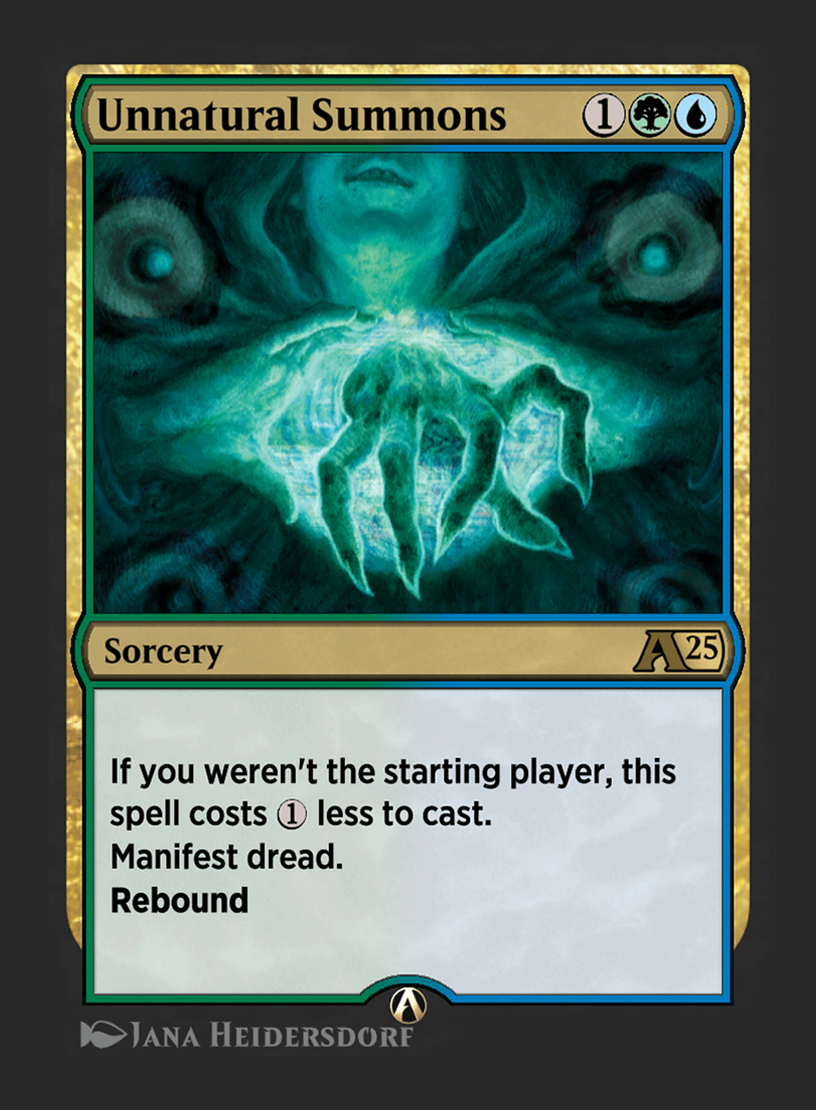 Unnatural Summons 1
Sorcery A25
If you weren't the starting player, this
spell costs 1 less to cast.
Manifest dread.
Rebound
A
JANA HEIDERSDORF